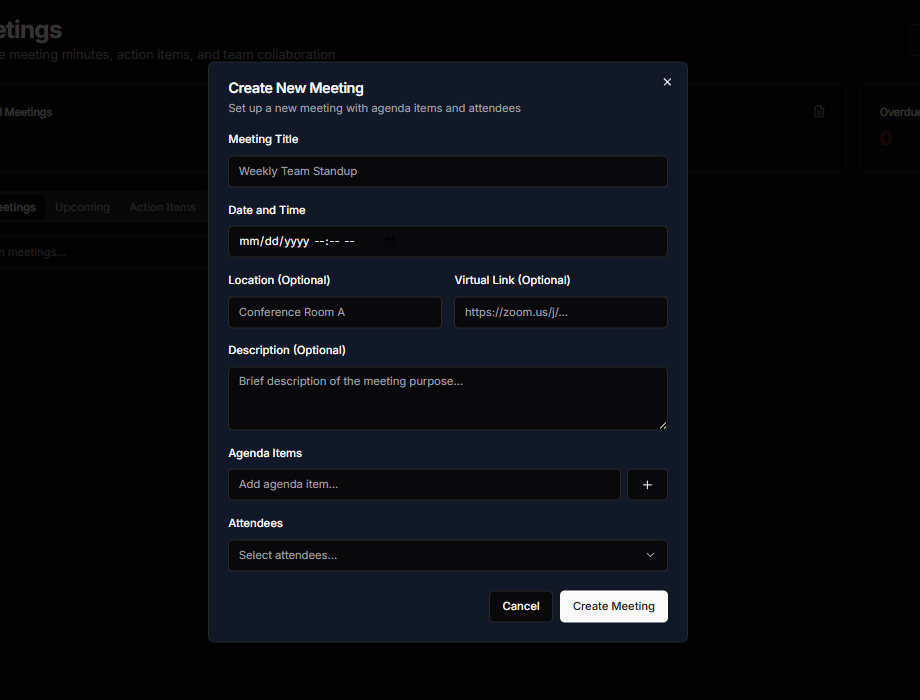 etings
e meeting minutes, action items, and team collaboration
l Meetings
Overdue
0
eetings
Upcoming
Action Items
h meetings...
Create New Meeting
Set up a new meeting with agenda items and attendees
Meeting Title
Weekly Team Standup
Date and Time
mm/dd/yyyy --:-- --
Location (Optional)
Virtual Link (Optional)
Conference Room A
https://zoom.us/j/...
Description (Optional)
Brief description of the meeting purpose...
Agenda Items
Add agenda item...
+
Attendees
Select attendees...
Cancel
Create Meeting